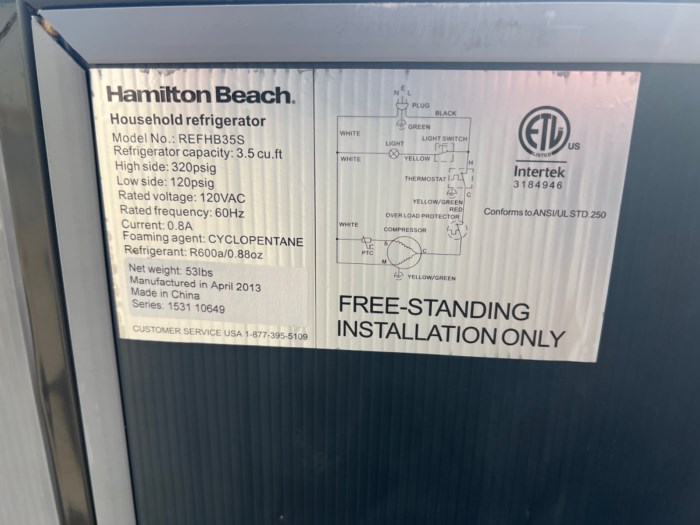 Hamilton Beach.
Household refrigerator
Model No.: REFHB35S
Refrigerator capacity: 3.5 cu.ft
High side: 320psig
Low side: 120psig
Rated voltage: 120VAC
Rated frequency: 60Hz
Current: 0.8A
Foaming agent: CYCLOPENTANE
Refrigerant: R600a/0.88oz
Net weight: 53lbs
Manufactured in April 2013
Made in China
Series: 1531 10649
CUSTOMER SERVICE USA 1-877-395-5109
E
N L
PLUG
BLACK
GREEN
WHITE
LIGHT
LIGHT SWITCH
WHITE
YELLOW
H
THERMOSTAT
C
YELLOW/GREEN
RED
OVER LOAD PROTECTOR
WHITE
COMPRESSOR
S
PTC
C
M
YELLOW/GREEN
FREE-STANDING
INSTALLATION ONLY
ETL
LISTED
US
Intertek
3184946
Conforms to ANSI/UL STD.250